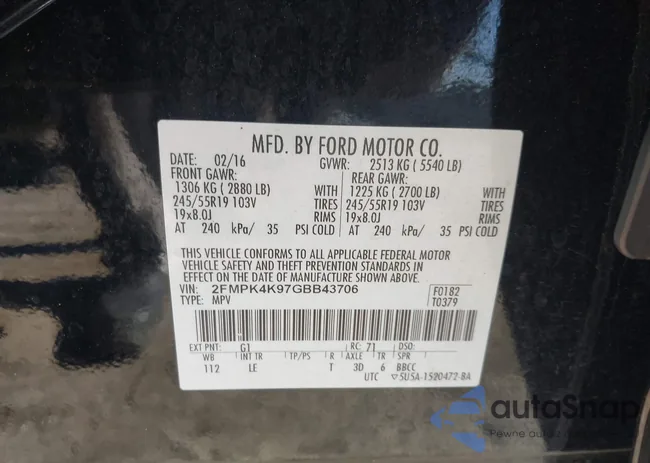 MFD. BY FORD MOTOR CO.
DATE: 02/16 GVWR: 2513 KG ( 5540 LB)
FRONT GAWR: REAR GAWR:
1306 KG ( 2880 LB) WITH 1225 KG ( 2700 LB) WITH
245/55R19 103V TIRES 245/55R19 103V TIRES
19x8.0J RIMS 19x8.0J RIMS
AT 240 kPa/ 35 PSI COLD AT 240 kPa/ 35 PSI COLD
THIS VEHICLE CONFORMS TO ALL APPLICABLE FEDERAL MOTOR
VEHICLE SAFETY AND THEFT PREVENTION STANDARDS IN
EFFECT ON THE DATE OF MANUFACTURE SHOWN ABOVE.
VIN: 2FMPK4K97GBB43706 F0182
TYPE: MPV T0379
EXT PNT: G1 RC: 71 DSO:
WB INT TR TP/PS R AXLE TR SPR
112 LE T 3D 6 BBCC
UTC ▽5U5A-1520472-BA
autoSnap
Pewne auto